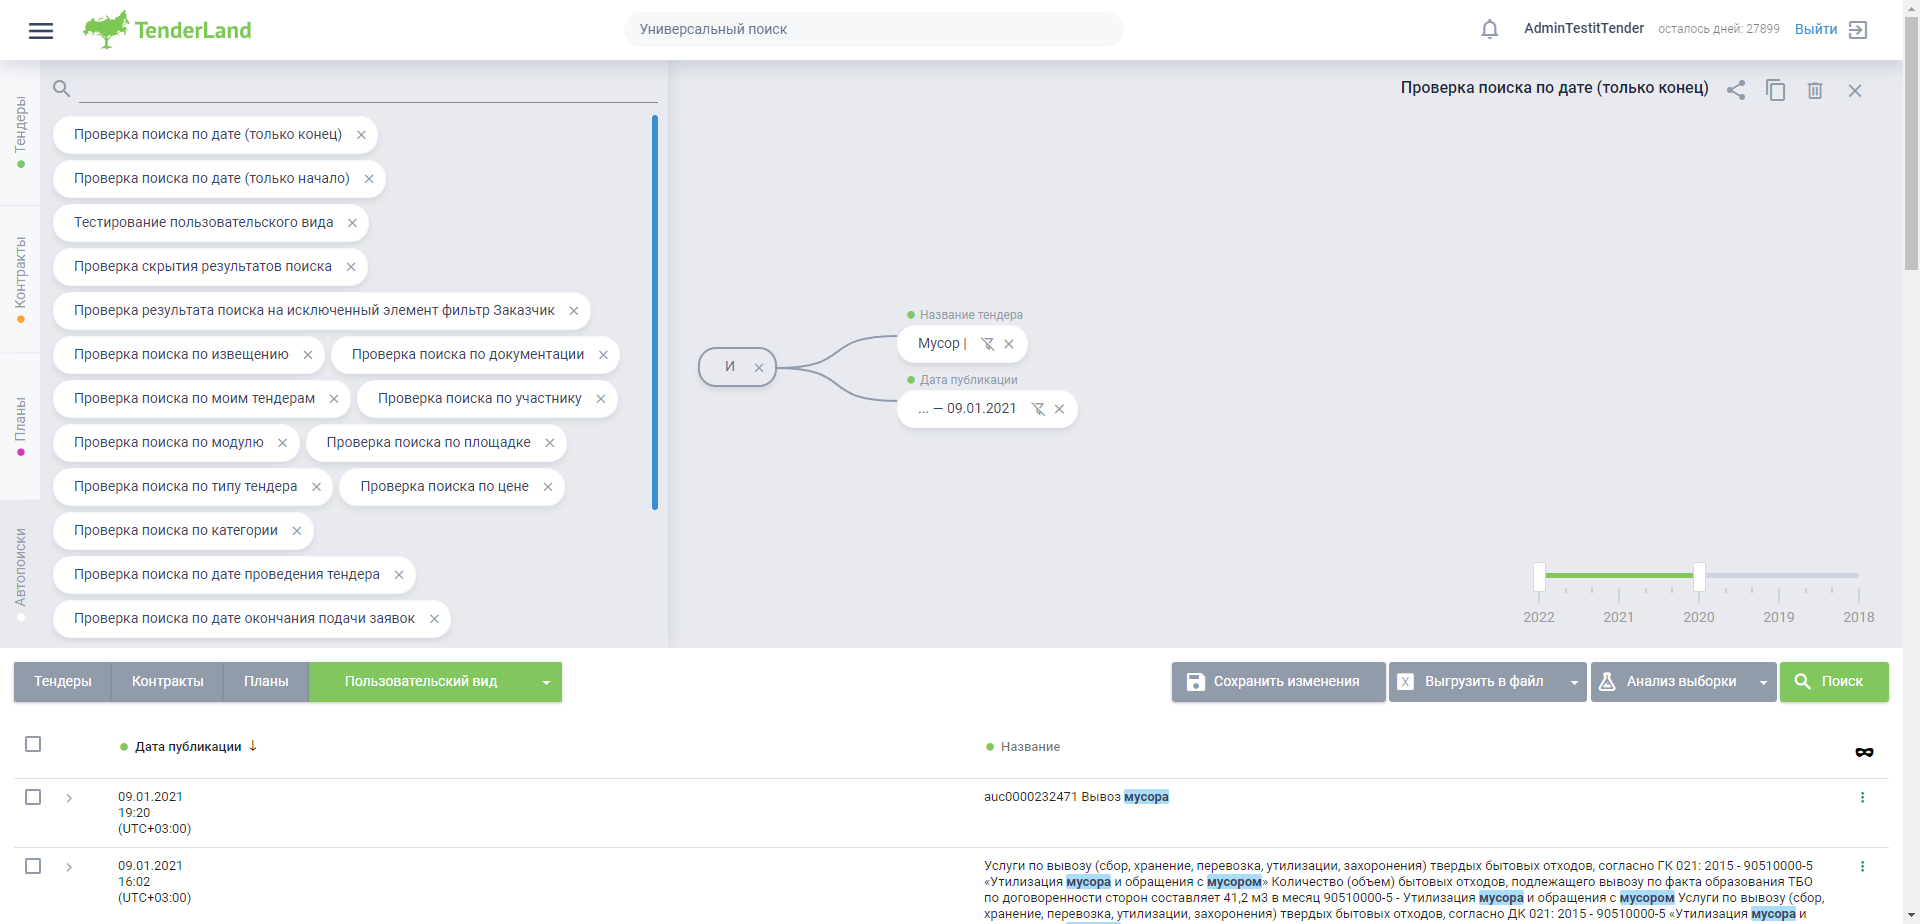 TenderLand
Универсальный поиск
AdminTestitTender
осталось дней: 27899
Выйти
Тендеры
Контракты
Планы
Автопоиски
Проверка поиска по дате (только конец)
Проверка поиска по дате (только начало)
Тестирование пользовательского вида
Проверка скрытия результатов поиска
Проверка результата поиска на исключенный элемент фильтр Заказчик
Проверка поиска по извещению
Проверка поиска по документации
Проверка поиска по моим тендерам
Проверка поиска по участнику
Проверка поиска по модулю
Проверка поиска по площадке
Проверка поиска по типу тендера
Проверка поиска по цене
Проверка поиска по категории
Проверка поиска по дате проведения тендера
Проверка поиска по дате окончания подачи заявок
Проверка поиска по дате (только конец)
И
Название тендера
Мусор |
Дата публикации
... — 09.01.2021
2022 2021 2020 2019 2018
Тендеры
Контракты
Планы
Пользовательский вид
Сохранить изменения
Выгрузить в файл
Анализ выборки
Поиск
Дата публикации
Название
09.01.2021
19:20
(UTC+03:00)
auc0000232471 Вывоз мусора
09.01.2021
16:02
(UTC+03:00)
Услуги по вывозу (сбор, хранение, перевозка, утилизации, захоронения) твердых бытовых отходов, согласно ГК 021: 2015 - 90510000-5
«Утилизация мусора и обращения с мусором» Количество (объем) бытовых отходов, подлежащего вывозу по факта образования ТБО
по договоренности сторон составляет 41,2 м3 в месяц 90510000-5 - Утилизация мусора и обращения с мусором Услуги по вывозу (сбор,
хранение, перевозка, утилизации, захоронения) твердых бытовых отходов, согласно ДК 021: 2015 - 90510000-5 «Утилизация мусора и